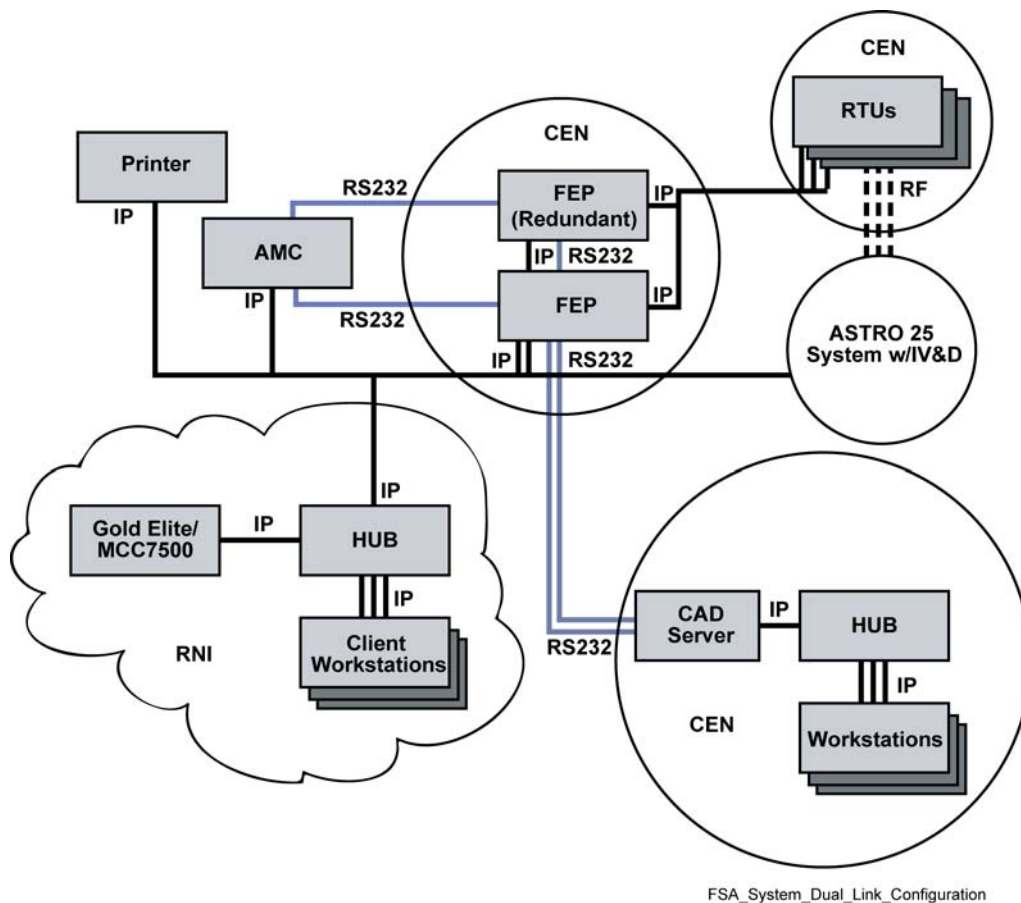 CEN
RTUs
RF
CEN
Printer
IP
RS232
FEP
(Redundant)
IP
AMC
IP
IP
RS232
FEP
IP
RS232
IP
RS232
ASTRO 25
System w/IV&D
IP
Gold Elite/
MCC7500
IP
HUB
IP
Client
Workstations
RNI
CAD
Server
IP
HUB
RS232
IP
CEN
Workstations
FSA_System_Dual_Link_Configuration